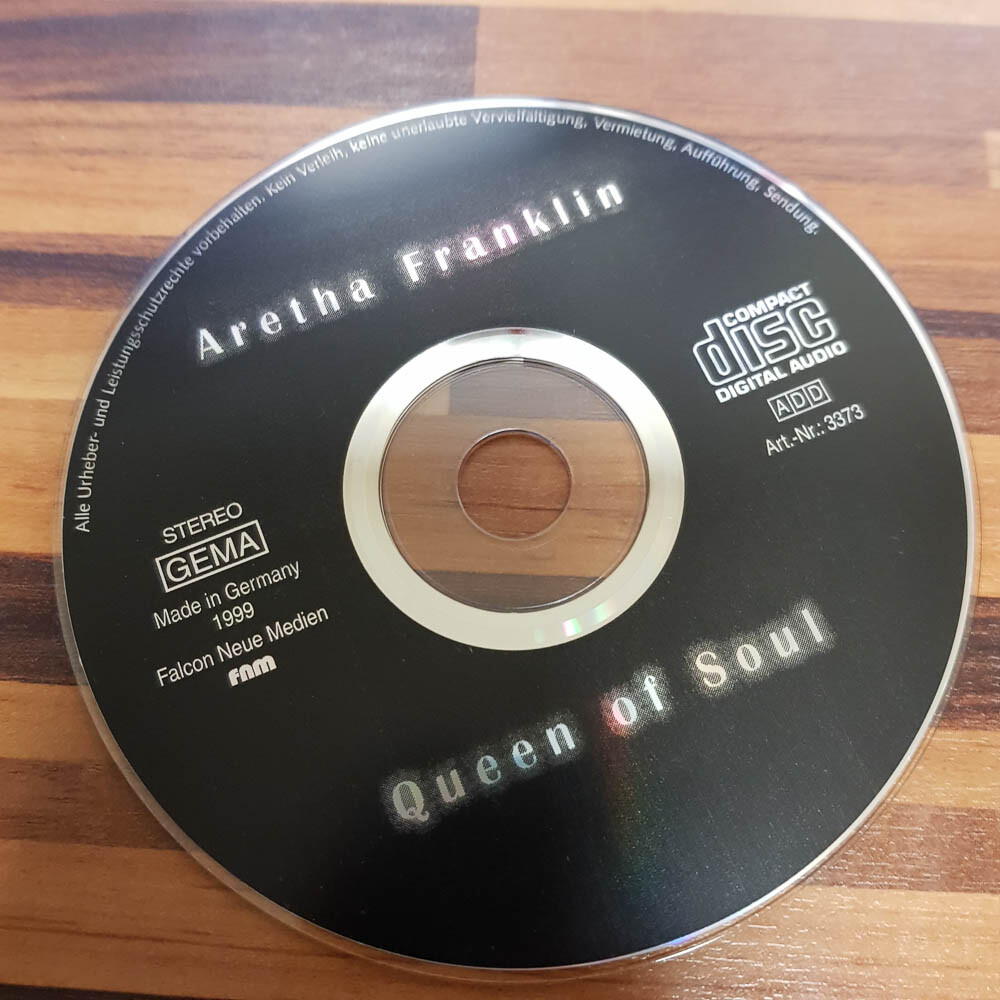 Alle Urheber- und Leistungsschutzrechte vorbehalten. Kein Verleih, keine unerlaubte Vervielfältigung, Vermietung, Aufführung, Sendung.
Aretha Franklin
COMPACT
disc
DIGITAL AUDIO
ADD
Art.-Nr.: 3373
STEREO
GEMA
Made in Germany
1999
Falcon Neue Medien
fnm
Queen of Soul